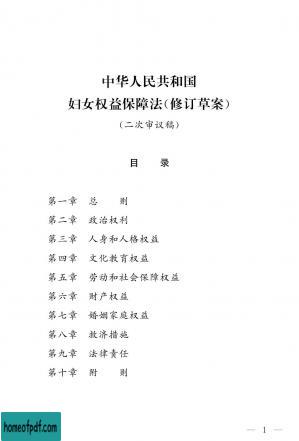 中华人民共和国
妇女权益保障法(修订草案)
(二次审议稿)
目 录
第一章 总 则
第二章 政治权利
第三章 人身和人格权益
第四章 文化教育权益
第五章 劳动和社会保障权益
第六章 财产权益
第七章 婚姻家庭权益
第八章 救济措施
第九章 法律责任
第十章 附 则
— 1 —
homeofpdf.com